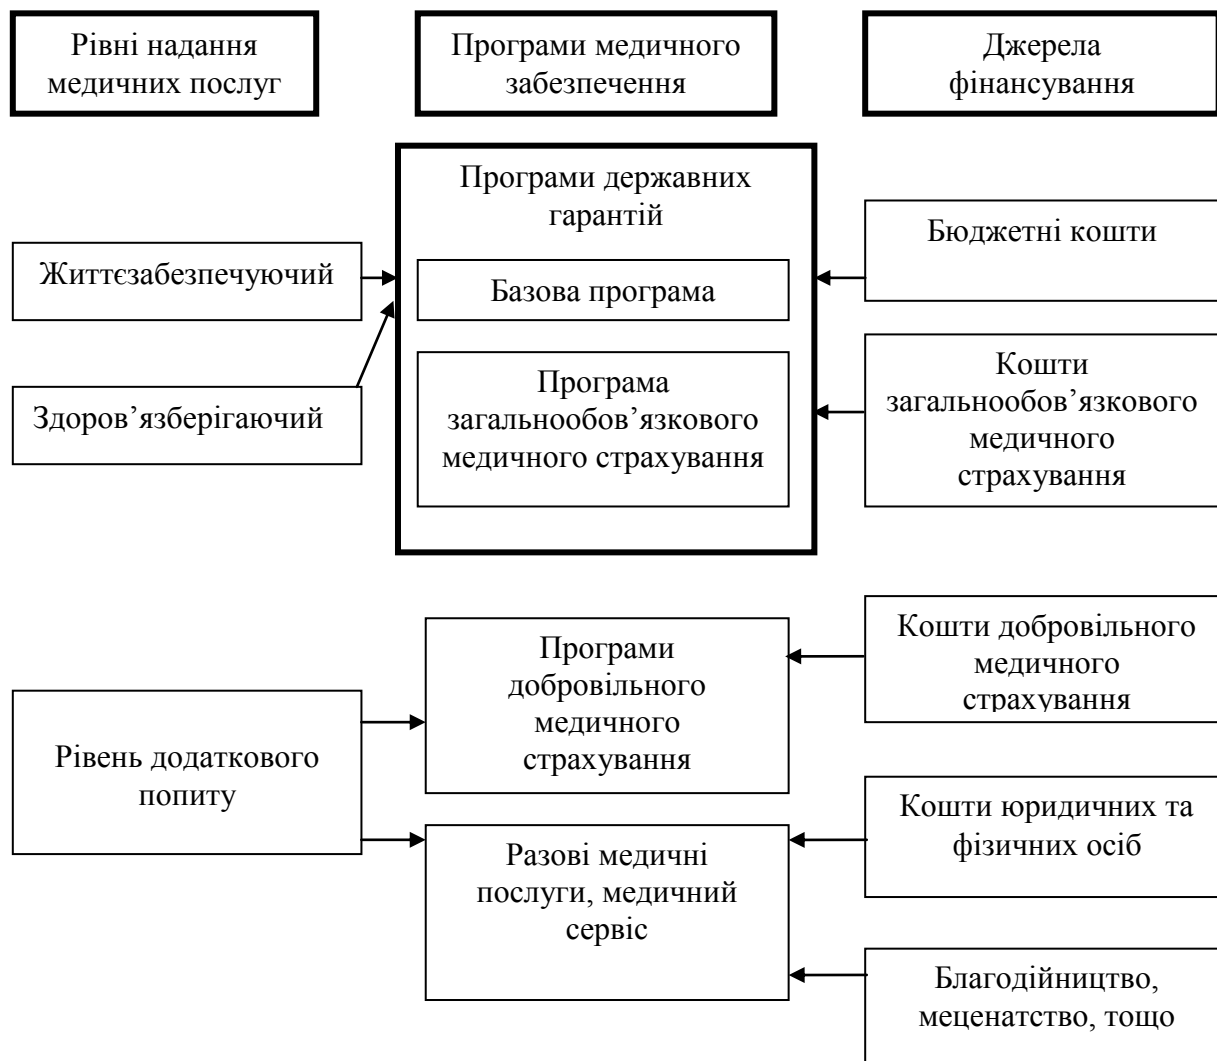 Рівні надання
медичних послуг
Програми медичного
забезпечення
Джерела
фінансування
Програми державних
гарантій
Життєзабезпечуючий
Базова програма
Бюджетні кошти
Здоров’язберігаючий
Програма
загальнообов’язкового
медичного страхування
Кошти
загальнообов’язкового
медичного
страхування
Рівень додаткового
попиту
Програми
добровільного
медичного
страхування
Кошти добровільного
медичного
страхування
Разові медичні
послуги, медичний
сервіс
Кошти юридичних та
фізичних осіб
Благодійництво,
меценатство, тощо